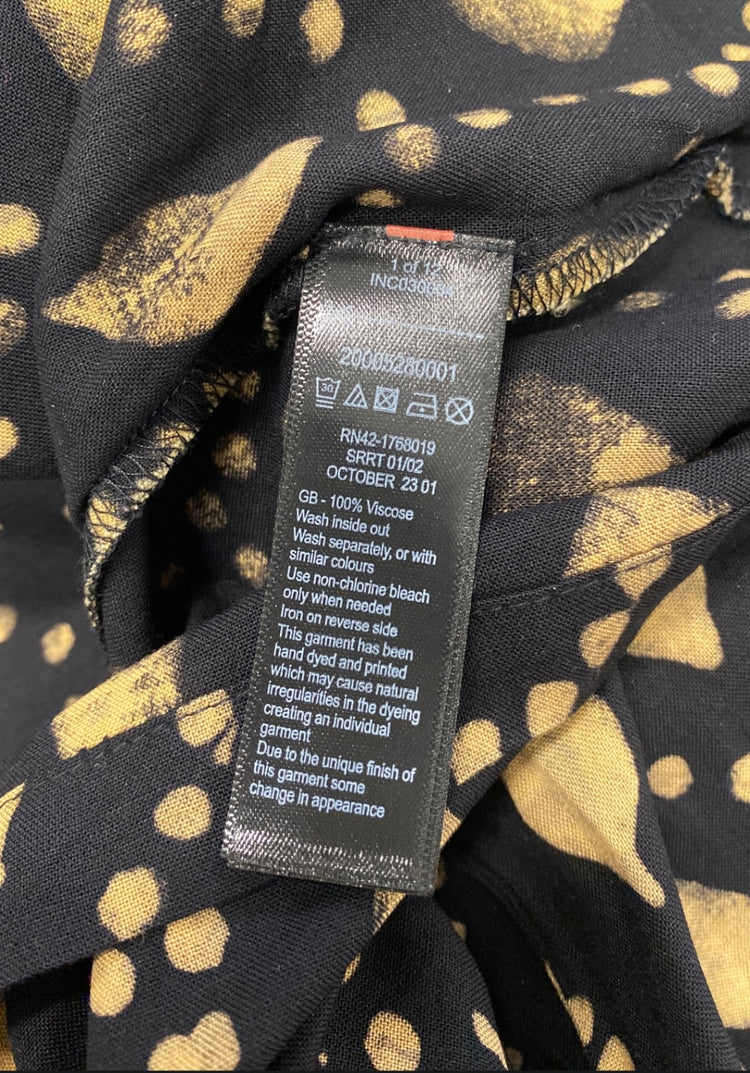 1 of 12
20005280001
30
RN42-1768019
SRRT 01/02
OCTOBER 23 01
GB - 100% Viscose
Wash inside out
Wash separately, or with
similar colours
Use non-chlorine bleach
only when needed
Iron on reverse side
This garment has been
hand dyed and printed
which may cause natural
irregularities in the dyeing
creating an individual
garment
Due to the unique finish of
this garment some
change in appearance